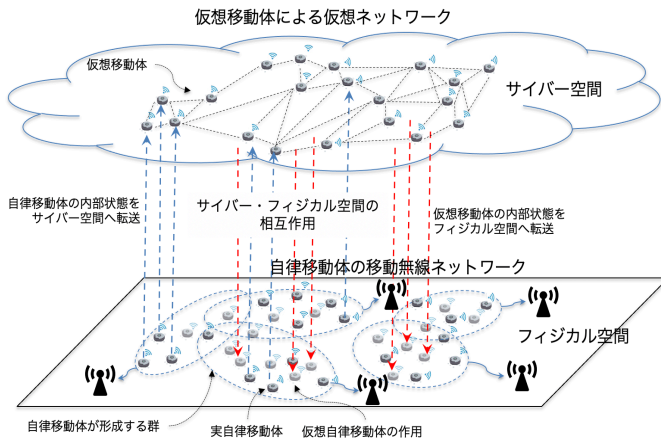 仮想移動体による仮想ネットワーク
仮想移動体
サイバー空間
自律移動体の内部状態を
サイバー空間へ転送
サイバー・フィジカル空間の
相互作用
仮想移動体の内部状態を
フィジカル空間へ転送
自律移動体の移動無線ネットワーク
フィジカル空間
自律移動体が形成する群
実自律移動体
仮想自律移動体の作用